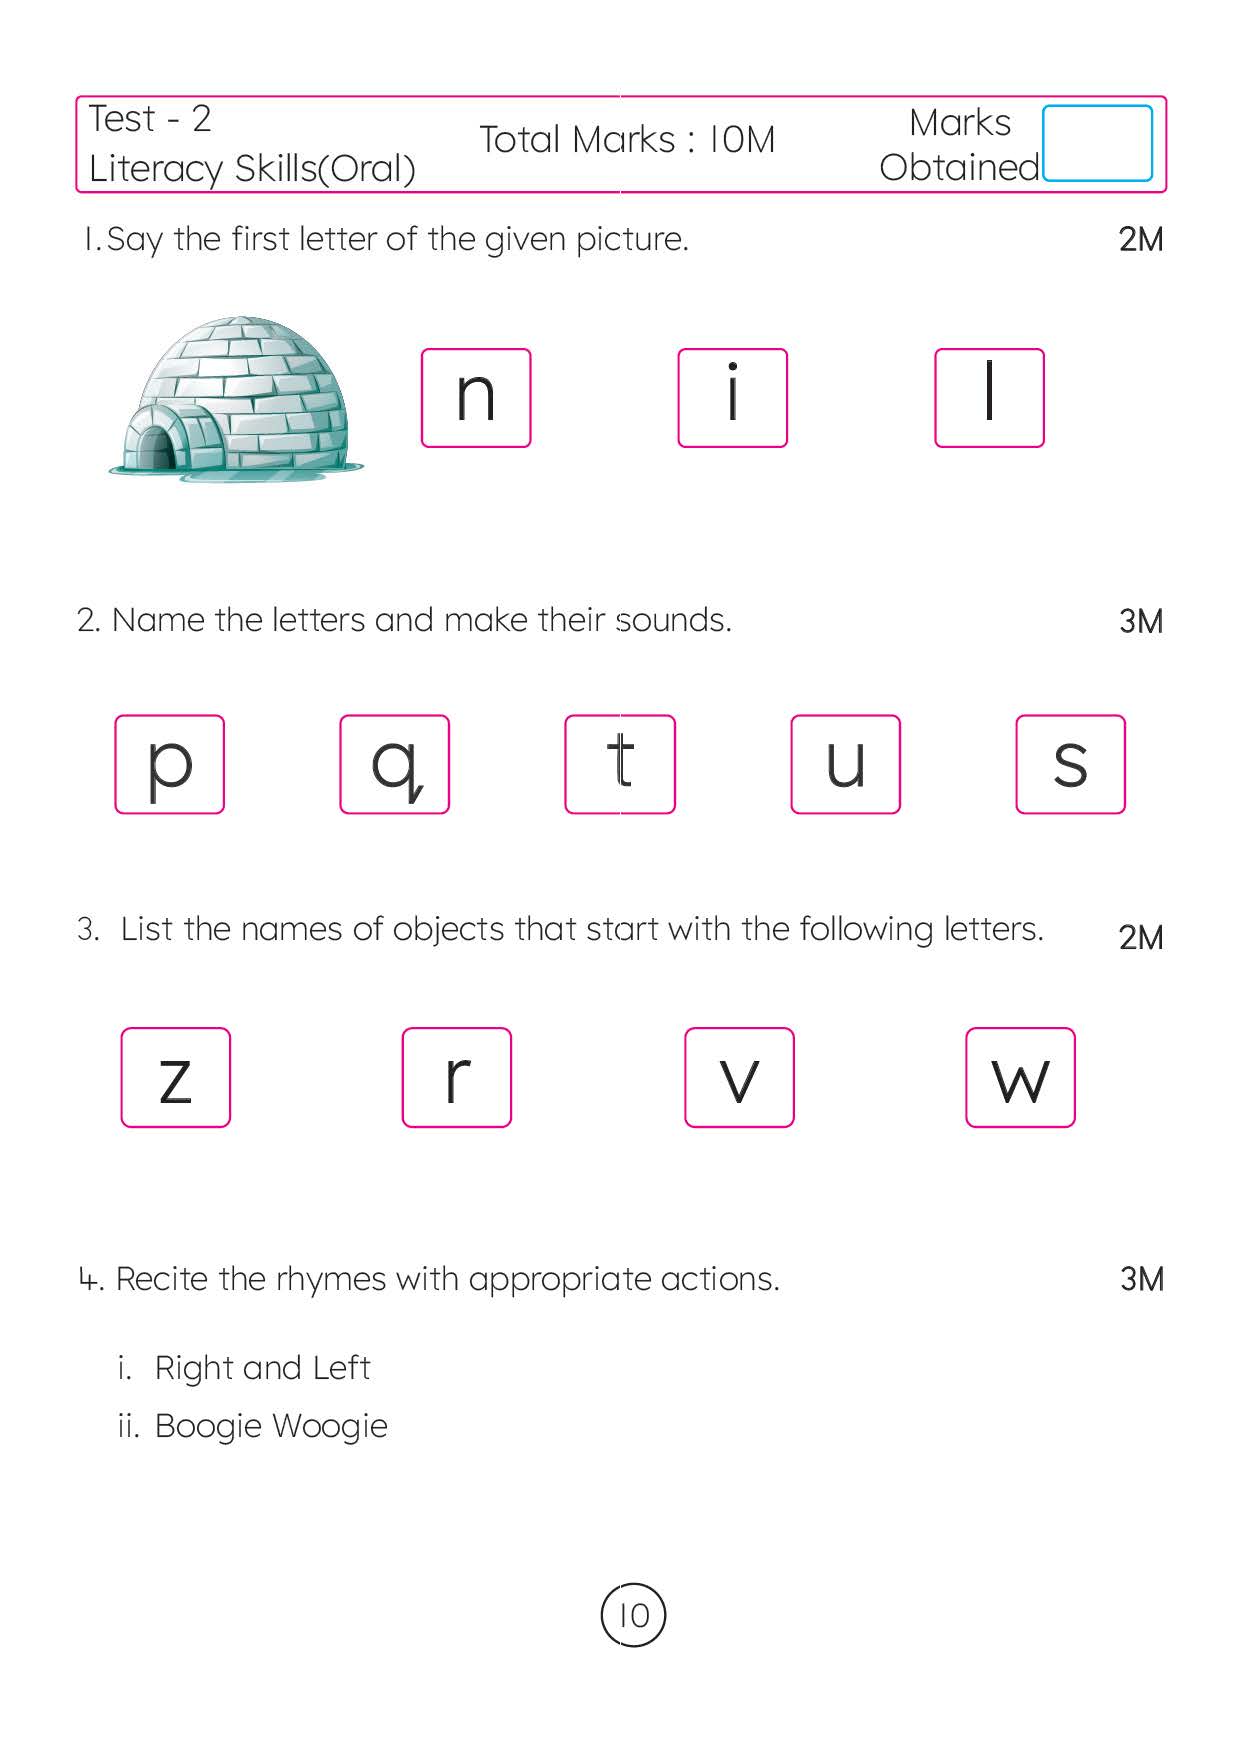 Test - 2
Literacy Skills(Oral)
Total Marks : 10M
Marks
Obtained
1. Say the first letter of the given picture. 2M
n i l
2. Name the letters and make their sounds. 3M
p q t u s
3. List the names of objects that start with the following letters. 2M
z r v w
4. Recite the rhymes with appropriate actions. 3M
i. Right and Left
ii. Boogie Woogie
10